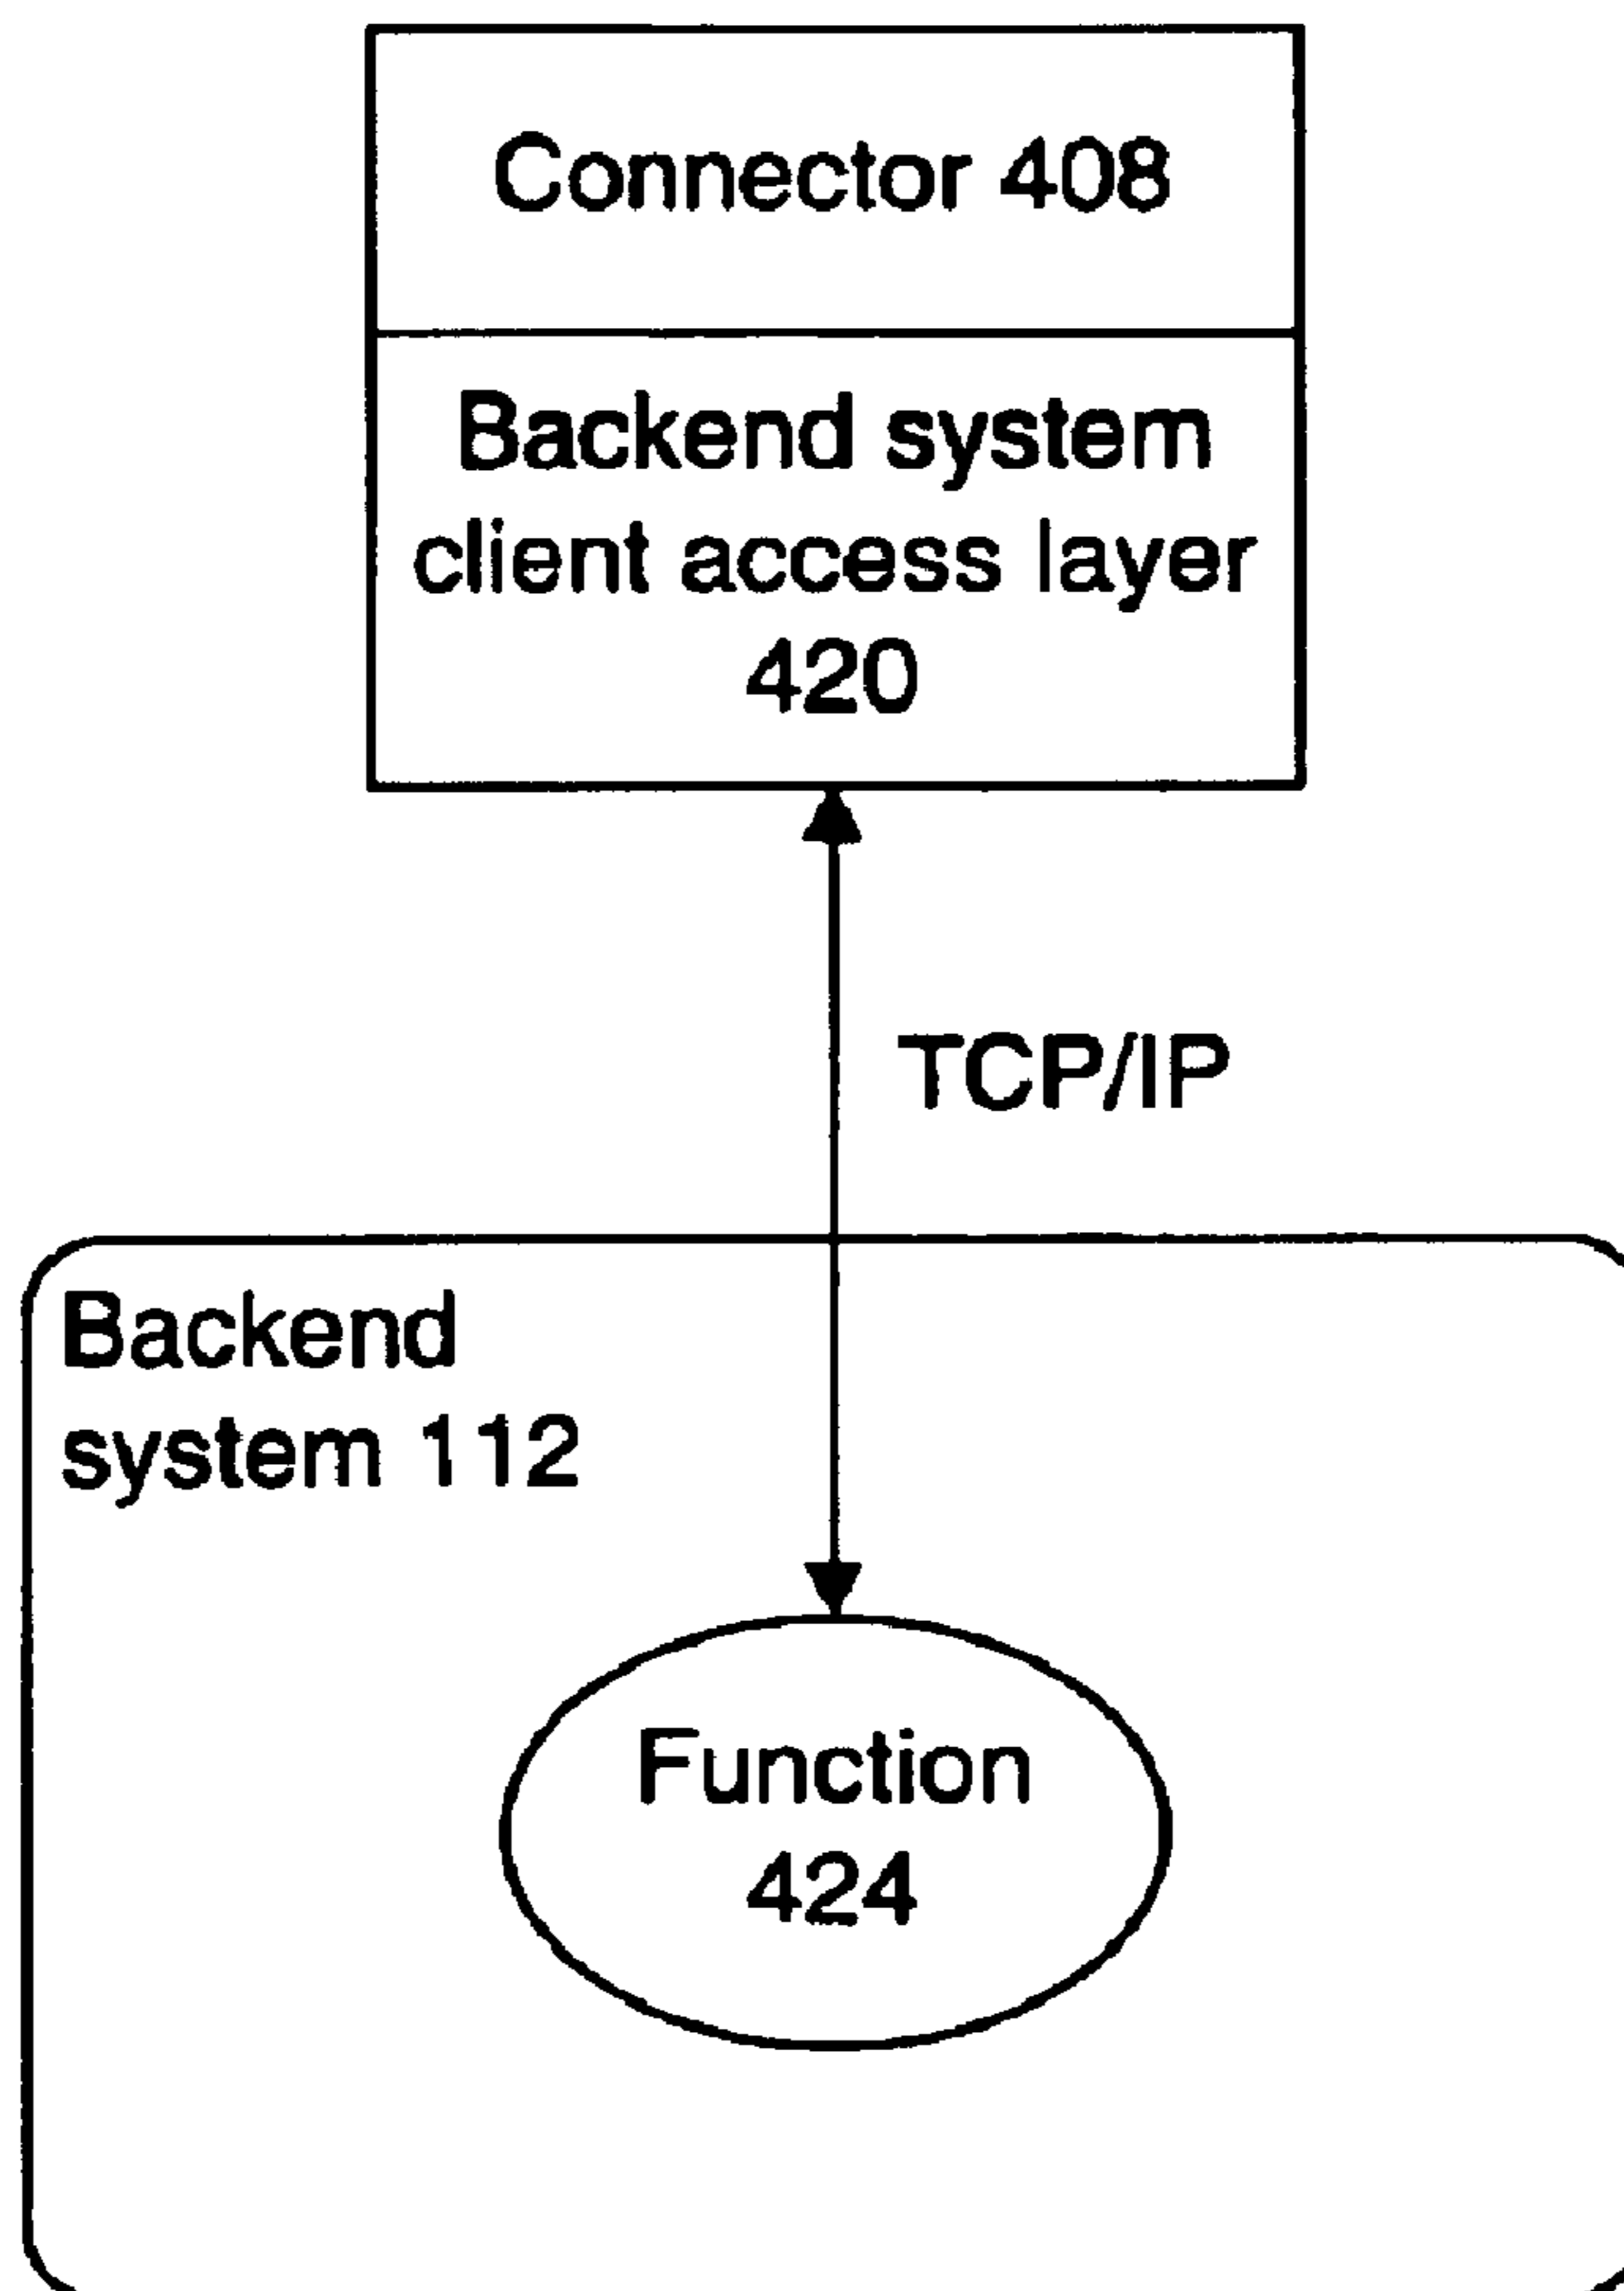 Connector 408
Backend system
client access layer
420
TCP/IP
Backend
system 112
Function
424